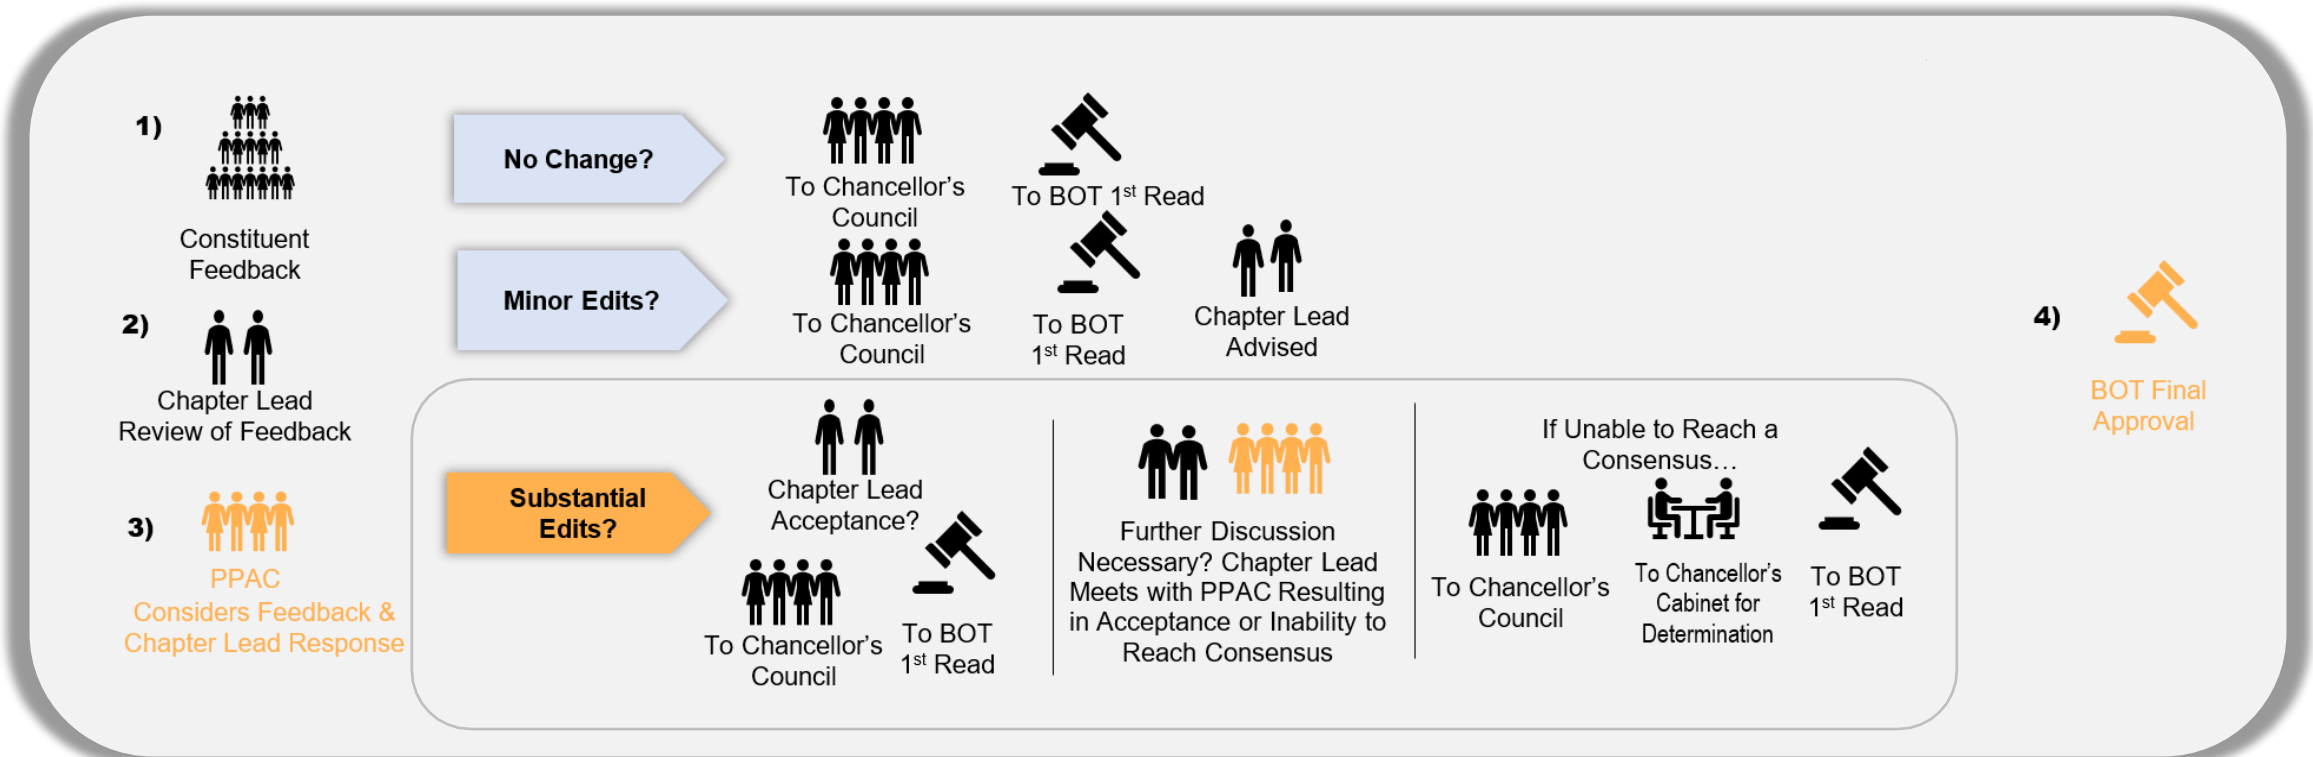 1)
Constituent
Feedback
2)
Chapter Lead
Review of Feedback
3)
PPAC
Considers Feedback &
Chapter Lead Response
No Change?
To Chancellor’s
Council
To BOT 1st Read
Minor Edits?
To Chancellor’s
Council
To BOT
1st Read
Chapter Lead
Advised
Substantial
Edits?
Chapter Lead
Acceptance?
To Chancellor’s
Council
To BOT
1st Read
Further Discussion
Necessary? Chapter Lead
Meets with PPAC Resulting
in Acceptance or Inability to
Reach Consensus
If Unable to Reach a
Consensus…
To Chancellor’s
Council
To Chancellor’s
Cabinet for
Determination
To BOT
1st Read
4)
BOT Final
Approval